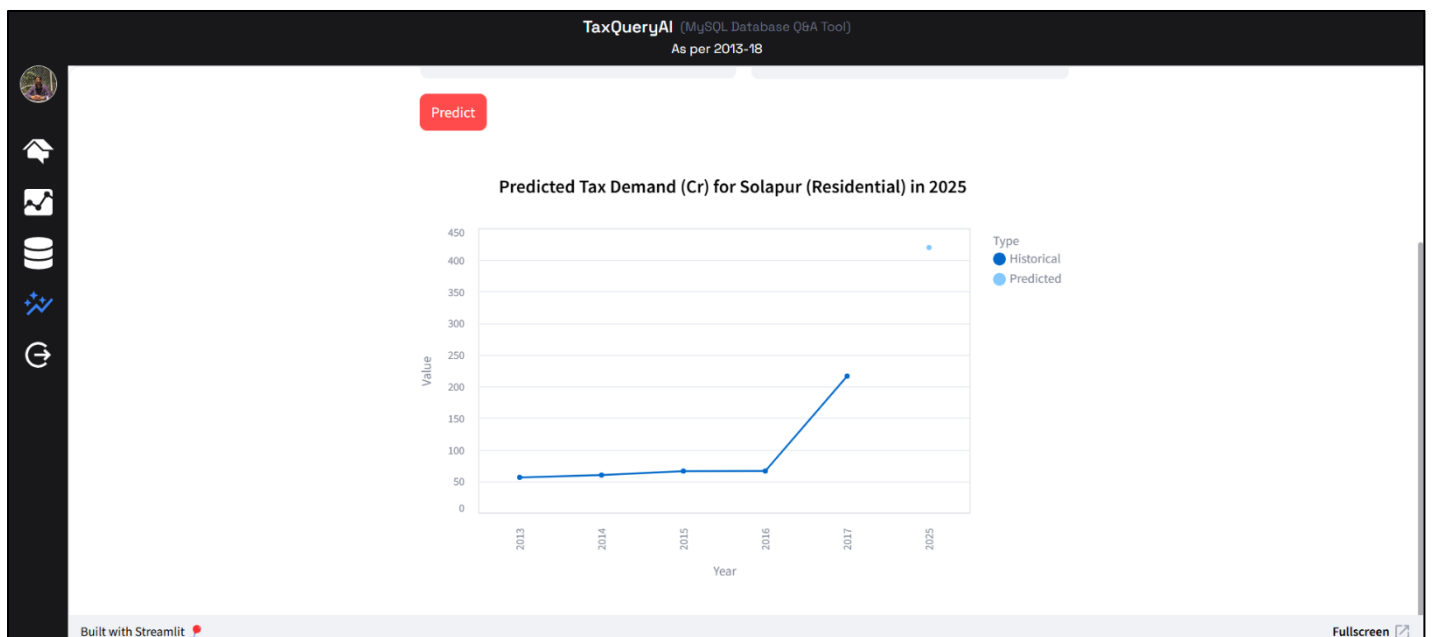 TaxQueryAI (MySQL Database Q&A Tool)
As per 2013-18
Predict
Predicted Tax Demand (Cr) for Solapur (Residential) in 2025
450
400
350
300
250
200
150
100
50
0
Value
2013
2014
2015
2016
2017
2025
Year
Type
Historical
Predicted
Built with Streamlit
Fullscreen